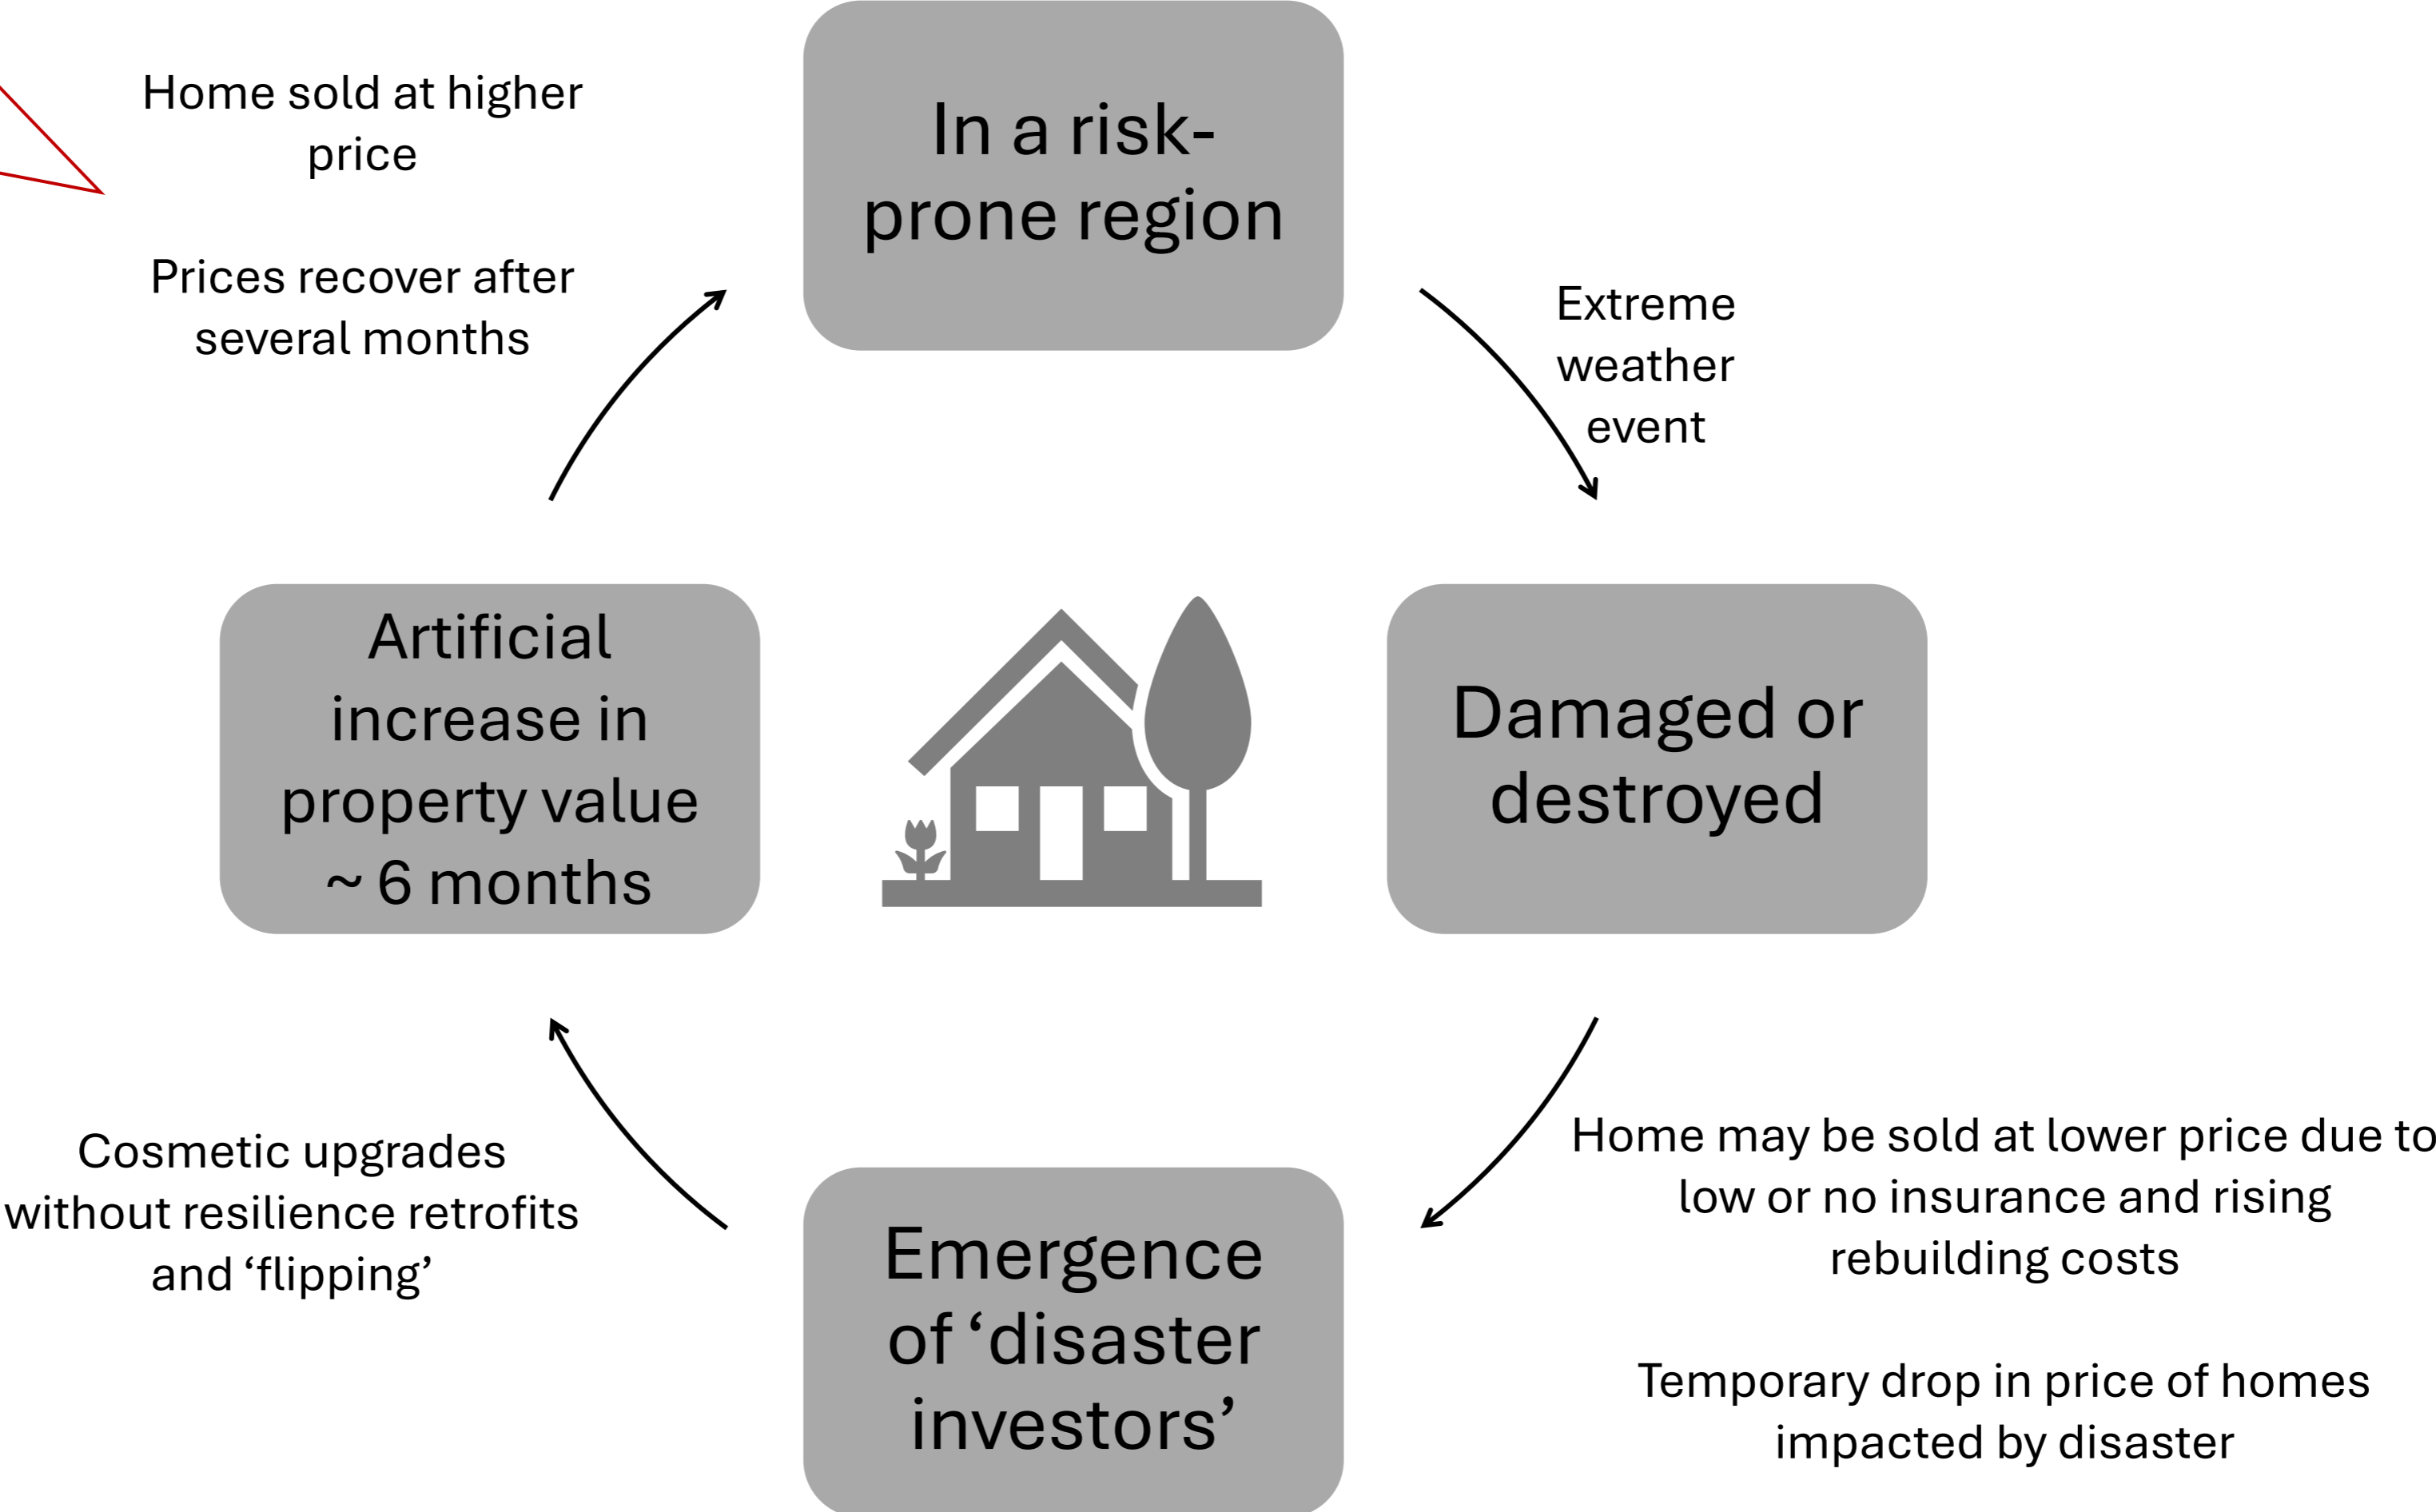 Home sold at higher
price
Prices recover after
several months
In a risk-
prone region
Extreme
weather
event
Artificial
increase in
property value
~ 6 months
Damaged or
destroyed
Cosmetic upgrades
without resilience retrofits
and ‘flipping’
Emergence
of ‘disaster
investors’
Home may be sold at lower price due to
low or no insurance and rising
rebuilding costs
Temporary drop in price of homes
impacted by disaster